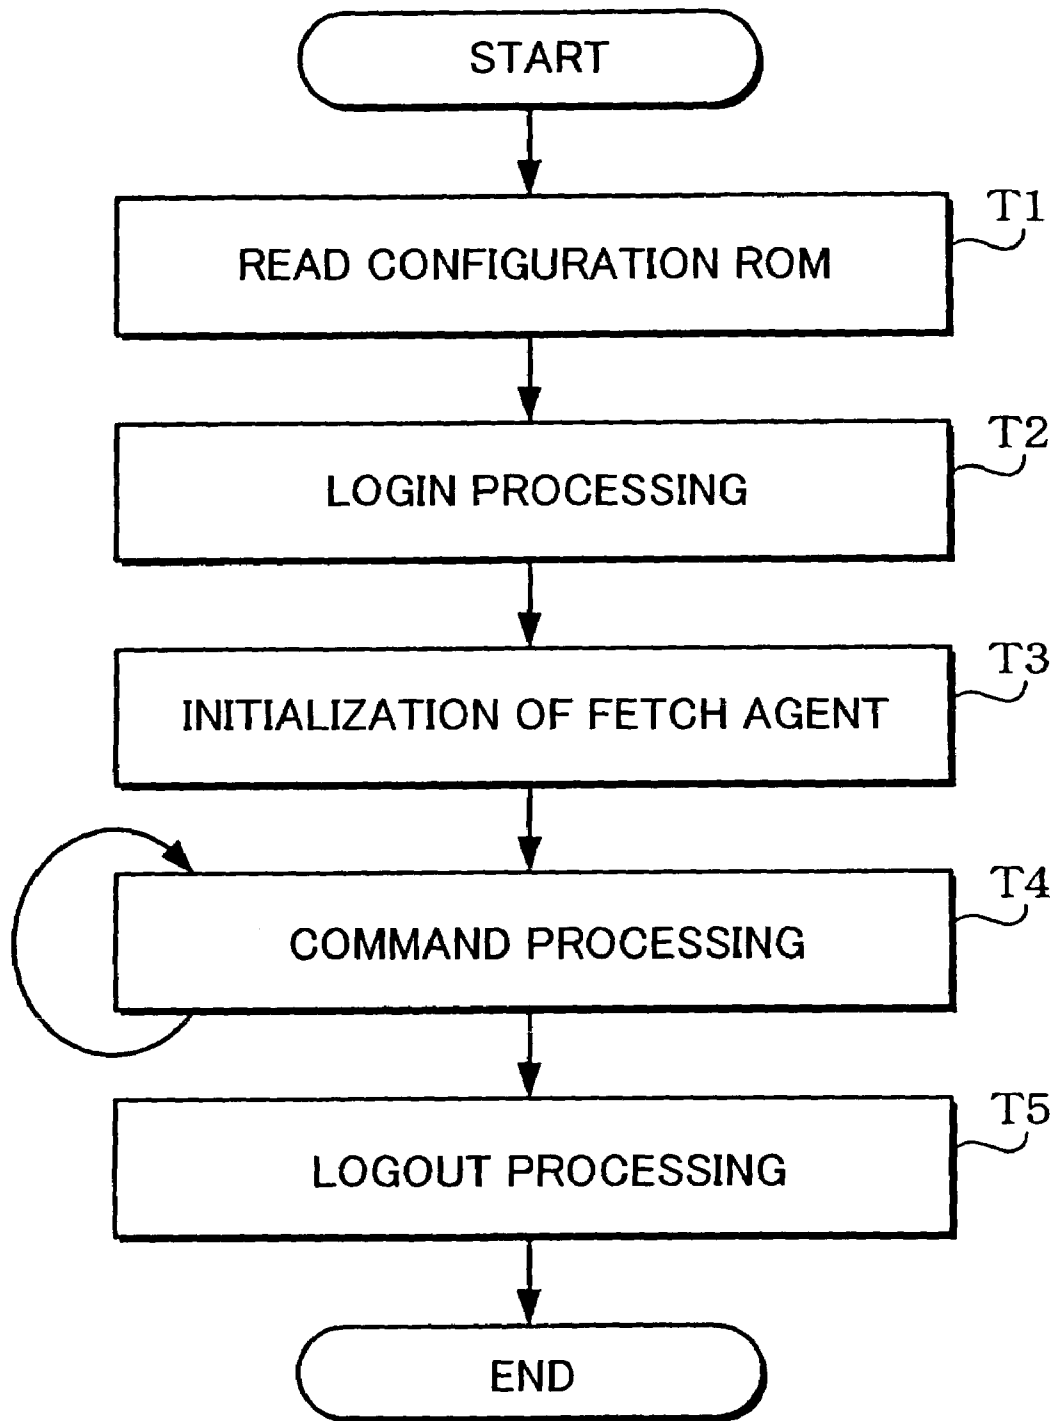 START
READ CONFIGURATION ROM
T1
LOGIN PROCESSING
T2
INITIALIZATION OF FETCH AGENT
T3
COMMAND PROCESSING
T4
LOGOUT PROCESSING
T5
END